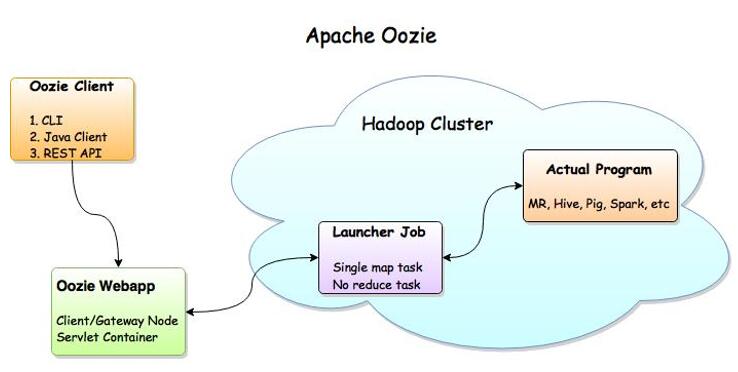 Apache Oozie
Oozie Client
1. CLI
2. Java Client
3. REST API
Hadoop Cluster
Actual Program
MR, Hive, Pig, Spark, etc
Launcher Job
Single map task
No reduce task
Oozie Webapp
Client/Gateway Node
Servlet Container